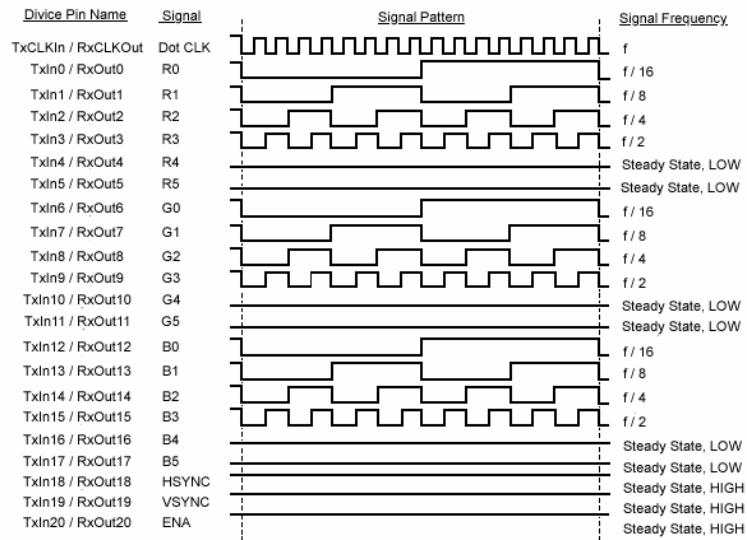 Divice Pin Name Signal Signal Pattern Signal Frequency
TxCLKIn / RxCLKOut Dot CLK f
TxIn0 / RxOut0 R0 f / 16
TxIn1 / RxOut1 R1 f / 8
TxIn2 / RxOut2 R2 f / 4
TxIn3 / RxOut3 R3 f / 2
TxIn4 / RxOut4 R4 Steady State, LOW
TxIn5 / RxOut5 R5 Steady State, LOW
TxIn6 / RxOut6 G0 f / 16
TxIn7 / RxOut7 G1 f / 8
TxIn8 / RxOut8 G2 f / 4
TxIn9 / RxOut9 G3 f / 2
TxIn10 / RxOut10 G4 Steady State, LOW
TxIn11 / RxOut11 G5 Steady State, LOW
TxIn12 / RxOut12 B0 f / 16
TxIn13 / RxOut13 B1 f / 8
TxIn14 / RxOut14 B2 f / 4
TxIn15 / RxOut15 B3 f / 2
TxIn16 / RxOut16 B4 Steady State, LOW
TxIn17 / RxOut17 B5 Steady State, LOW
TxIn18 / RxOut18 HSYNC Steady State, HIGH
TxIn19 / RxOut19 VSYNC Steady State, HIGH
TxIn20 / RxOut20 ENA Steady State, HIGH